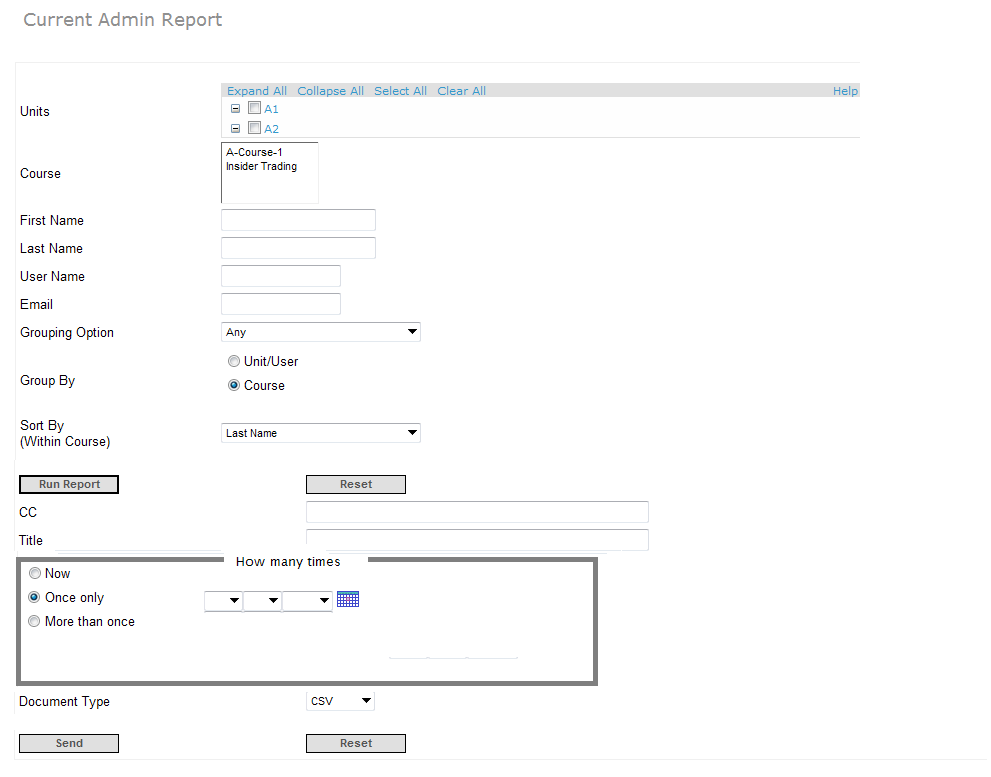 Current Admin Report
Expand All Collapse All Select All Clear All Help
Units
A1
A2
Course
A-Course-1
Insider Trading
First Name
Last Name
User Name
Email
Grouping Option Any
Group By
Unit/User
Course
Sort By
(Within Course)
Last Name
Run Report Reset
CC
Title
How many times
Now
Once only
More than once
Document Type CSV
Send Reset